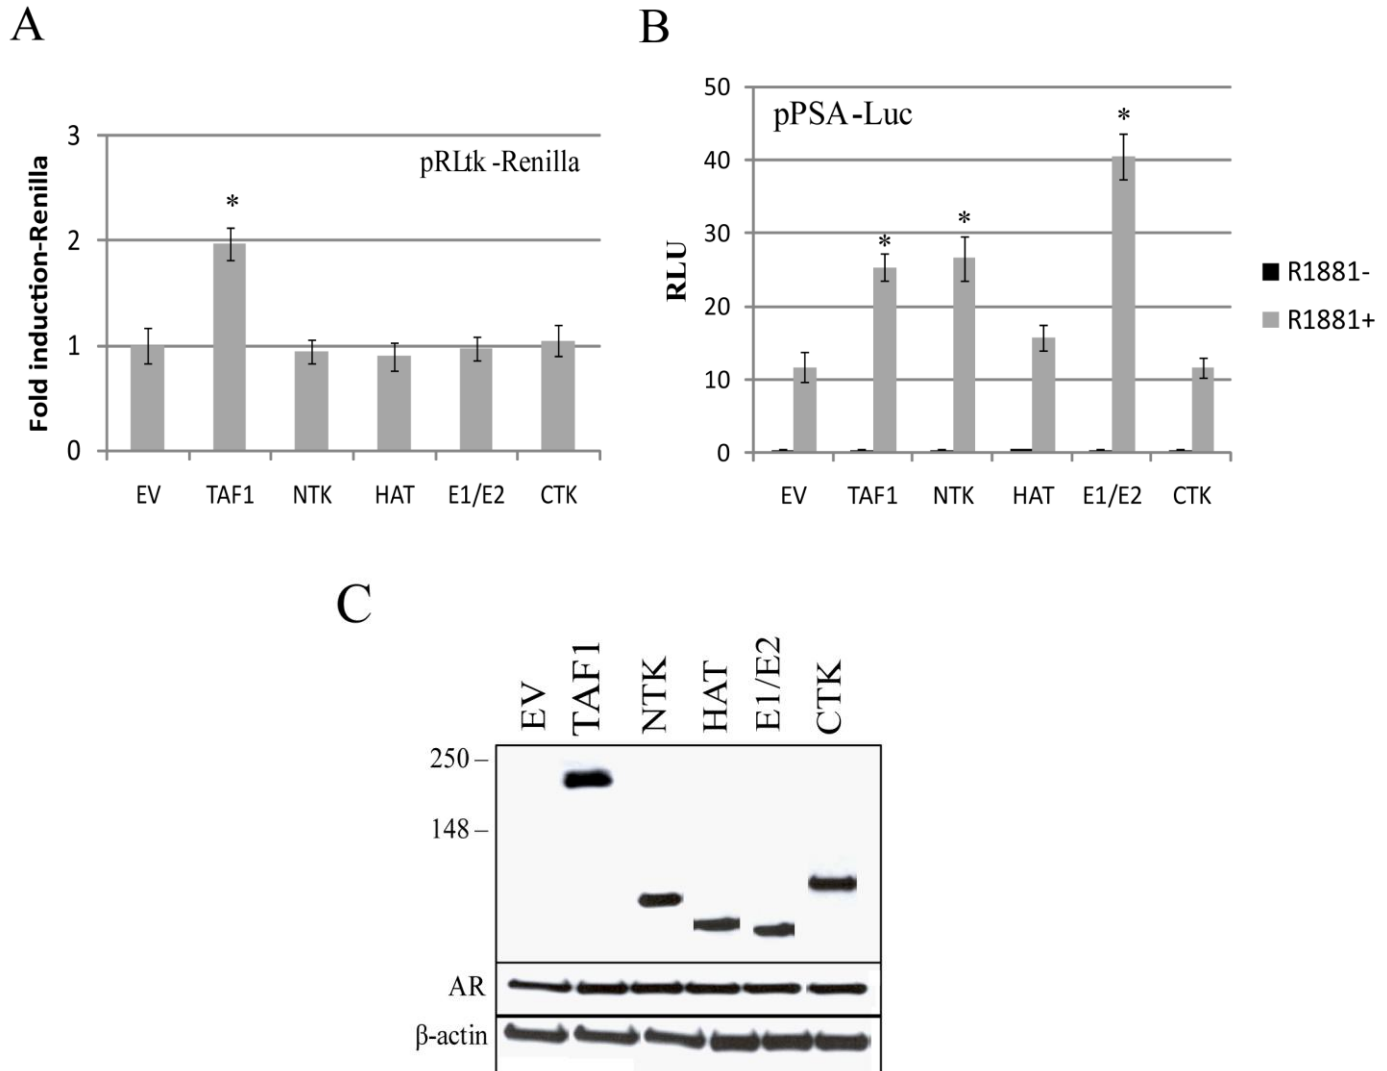 A
Fold induction-Renilla
3
2
1
0
pRLtk -Renilla
*
EV TAF1 NTK HAT E1/E2 CTK
B
RLU
50
40
30
20
10
0
pPSA-Luc
*
*
*
EV TAF1 NTK HAT E1/E2 CTK
R1881-
R1881+
C
EV TAF1 NTK HAT E1/E2 CTK
250
148
AR
β-actin